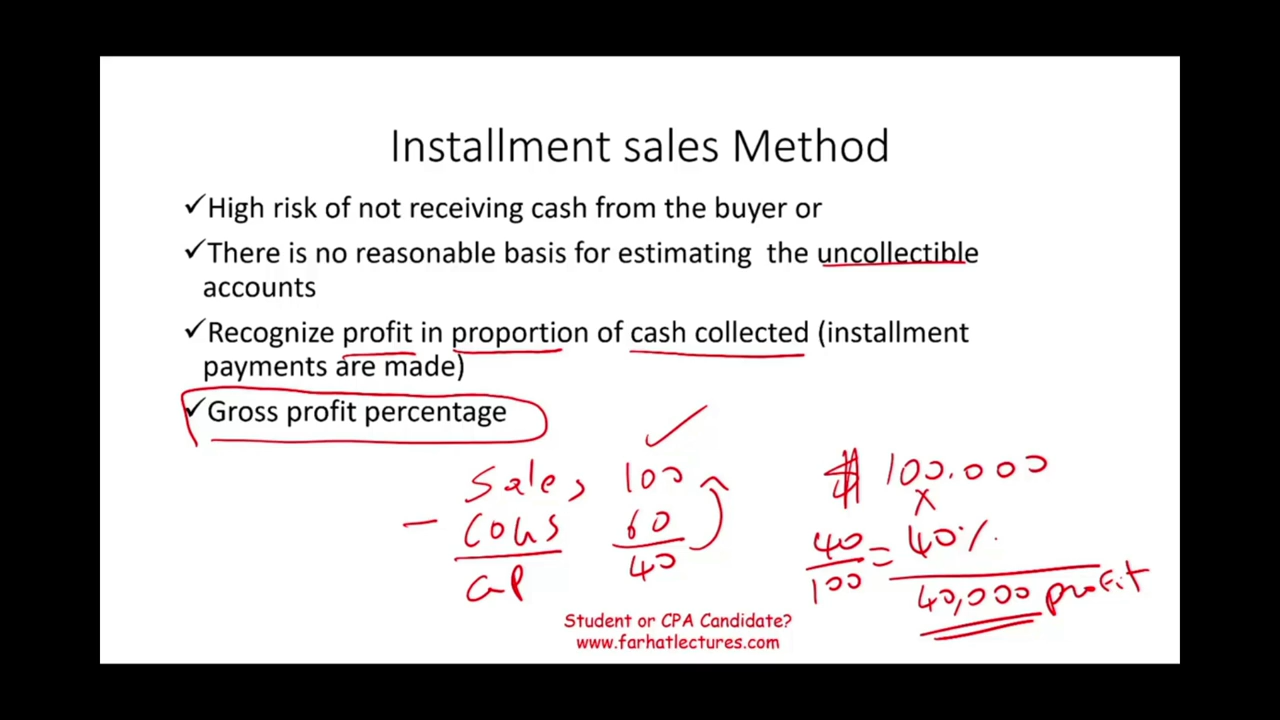 Installment sales Method
✓High risk of not receiving cash from the buyer or
✓There is no reasonable basis for estimating the uncollectible
accounts
✓Recognize profit in proportion of cash collected (installment
payments are made)
✓Gross profit percentage
Sales 100 ✓
- COGS 60
GP 40
$ 100.000
x
40/100 = 40%
40,000 profit
Student or CPA Candidate?
www.farhatlectures.com